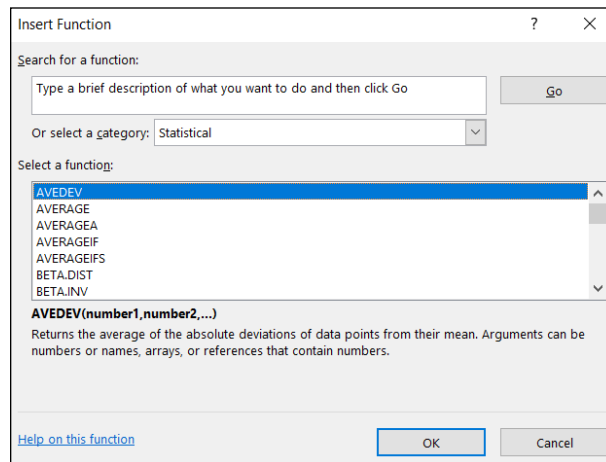 Insert Function
?
Search for a function:
Type a brief description of what you want to do and then click Go
Go
Or select a category:
Statistical
Select a function:
AVEDEV
AVERAGE
AVERAGEA
AVERAGEIF
AVERAGEIFS
BETA.DIST
BETA.INV
AVEDEV(number1,number2,...)
Returns the average of the absolute deviations of data points from their mean. Arguments can be
numbers or names, arrays, or references that contain numbers.
Help on this function
OK
Cancel